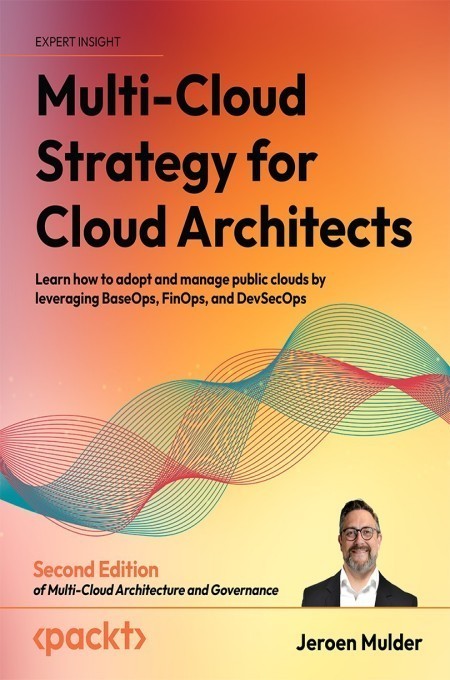 EXPERT INSIGHT
Multi-Cloud
Strategy for
Cloud Architects
Learn how to adopt and manage public clouds by
leveraging BaseOps, FinOps, and DevSecOps
Second Edition
of Multi-Cloud Architecture and Governance
<packt>
Jeroen Mulder